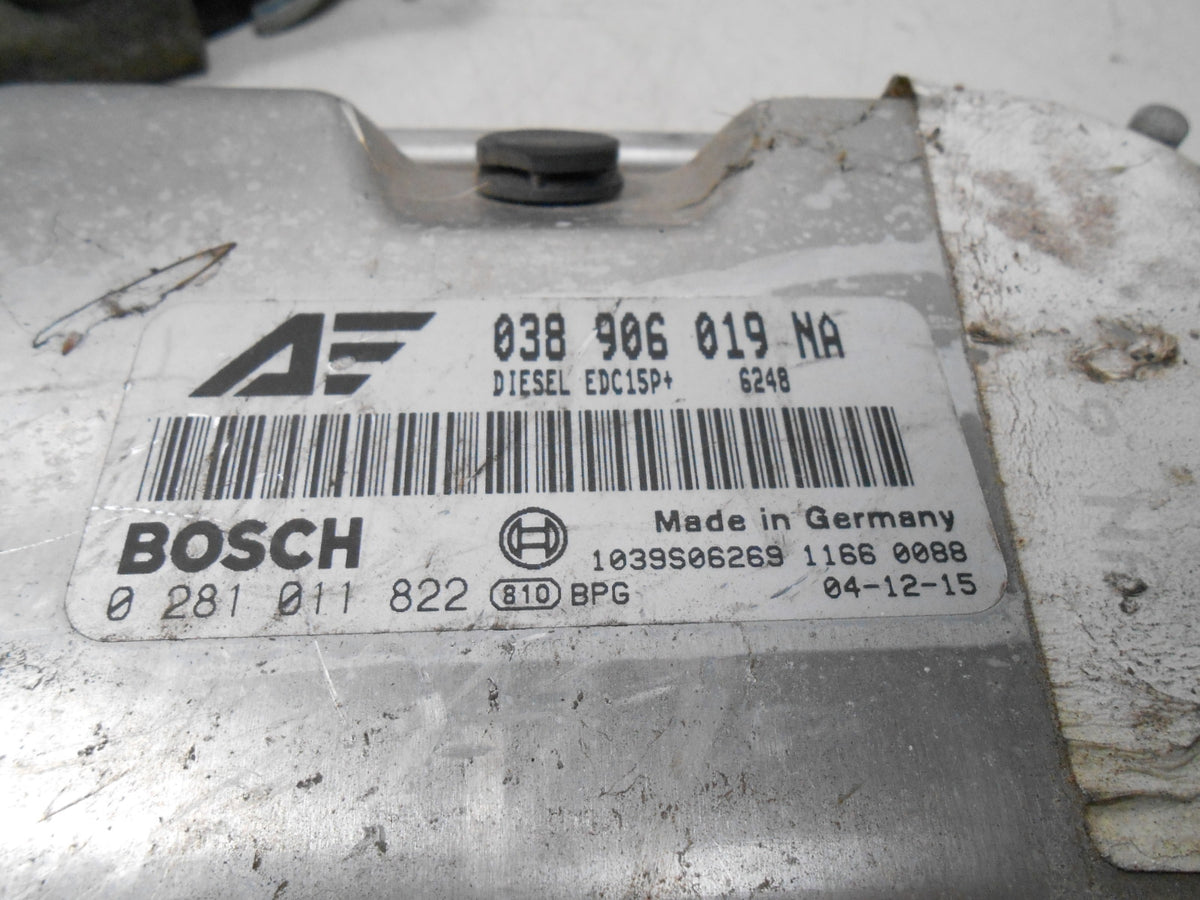 AF 038 906 019 NA
DIESEL EDC15P+ 6248
BOSCH
Made in Germany
1039S06269 1166 0088
0 281 011 822 810 BPG 04-12-15